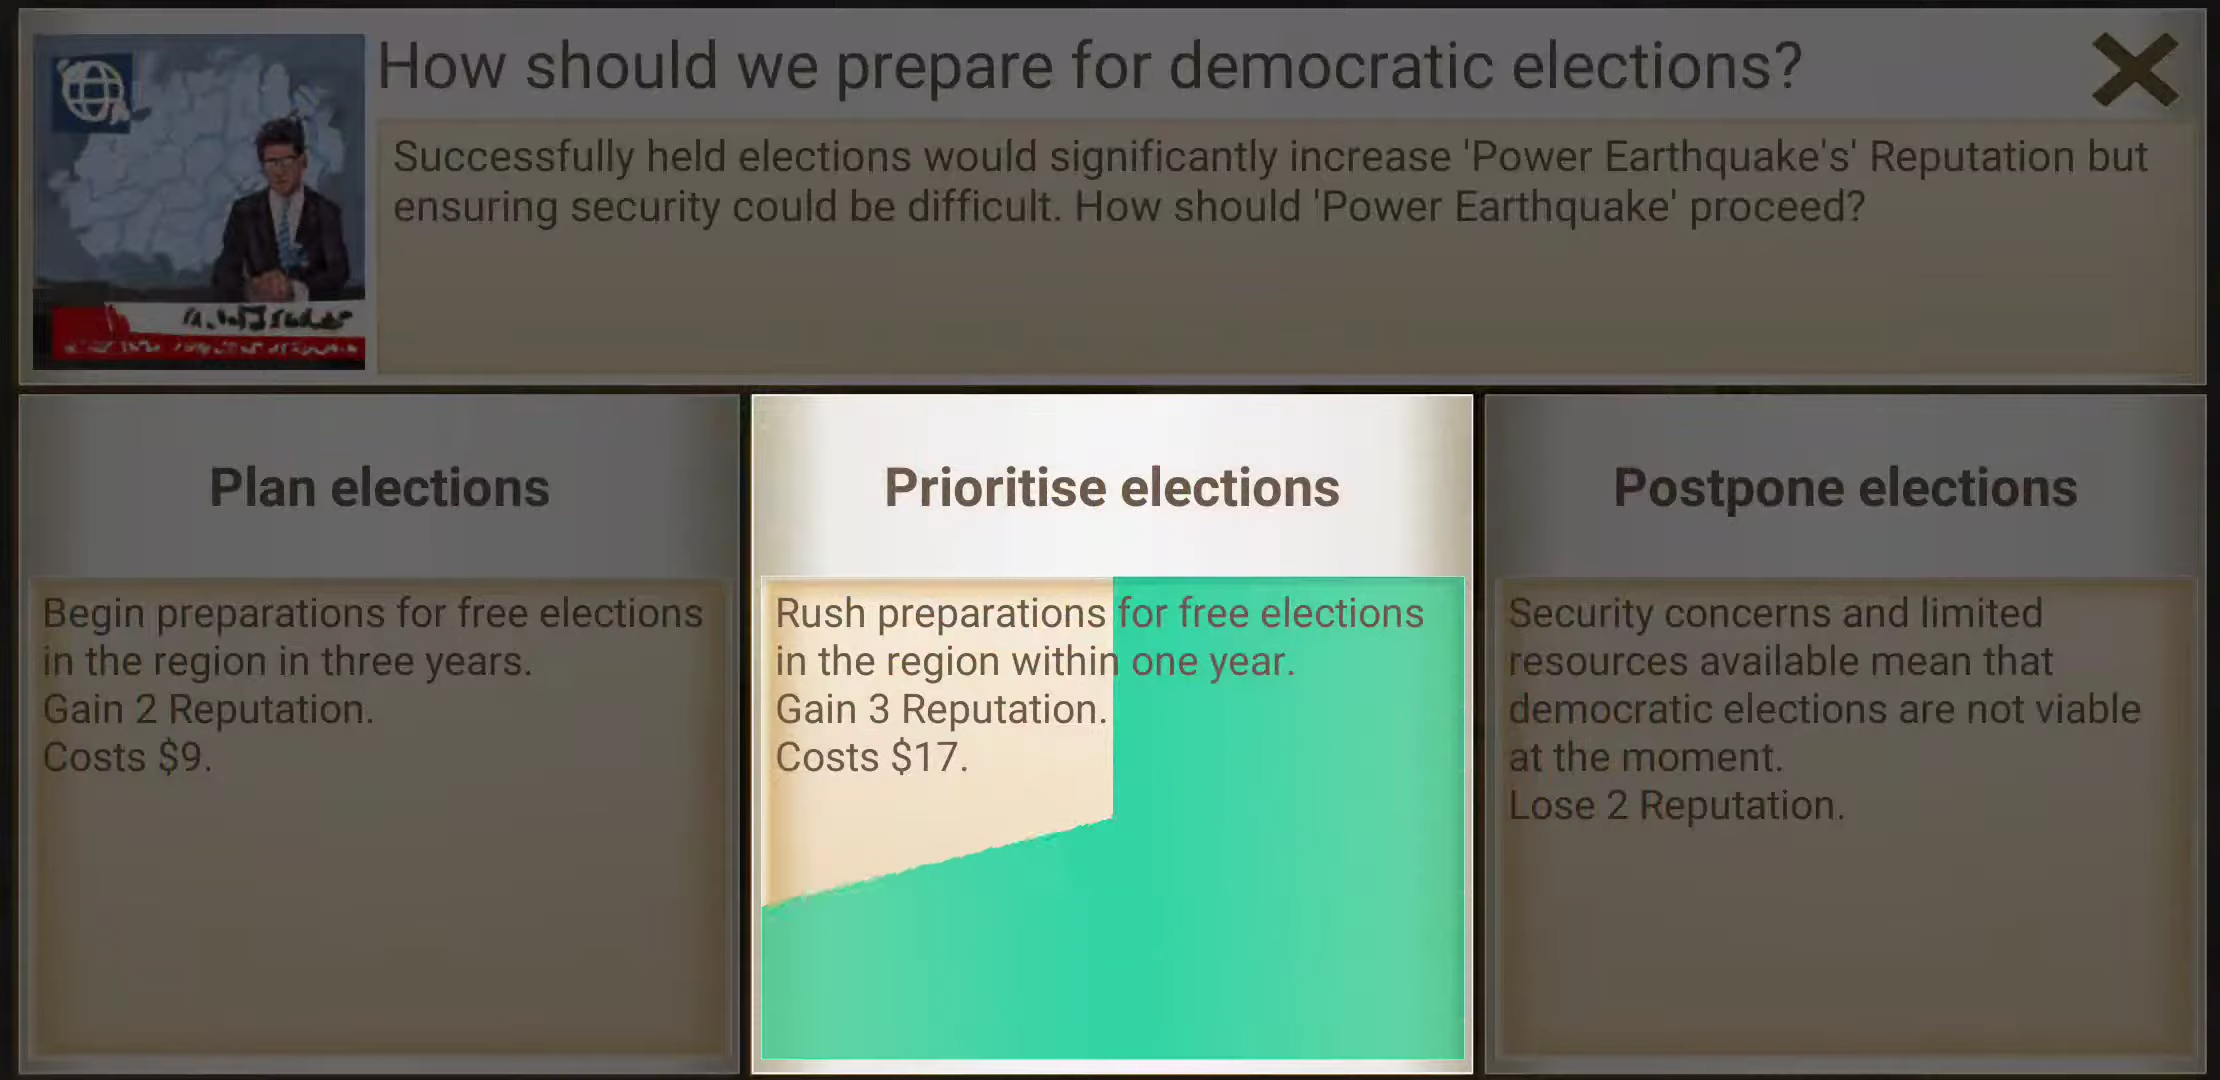 How should we prepare for democratic elections?
Successfully held elections would significantly increase 'Power Earthquake's' Reputation but
ensuring security could be difficult. How should 'Power Earthquake' proceed?
Plan elections
Begin preparations for free elections
in the region in three years.
Gain 2 Reputation.
Costs $9.
Prioritise elections
Rush preparations for free elections
in the region within one year.
Gain 3 Reputation.
Costs $17.
Postpone elections
Security concerns and limited
resources available mean that
democratic elections are not viable
at the moment.
Lose 2 Reputation.